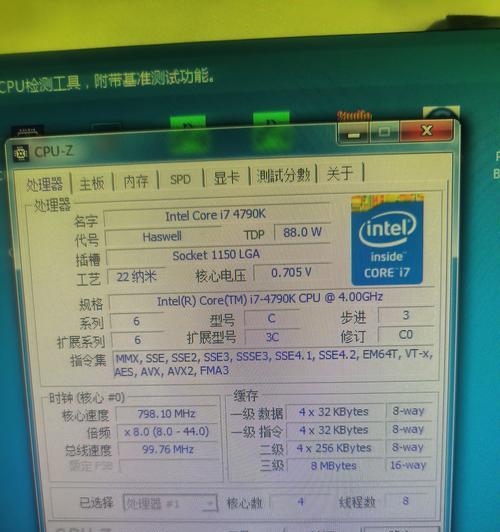 CPU检测工具，附带基准测试功能。
CPU-Z
处理器 主板 内存 SPD 显卡 測試分數 关于
处理器
名字 Intel Core i7 4790K
代号 Haswell TDP 88.0 W
插槽 Socket 1150 LGA
工艺 22 纳米 核心电压 0.705 V
intel
inside
CORE i7
规格 Intel(R) Core(TM) i7-4790K CPU @ 4.00GHz
系列 6 型号 C 步进 3
扩展系列 6 扩展型号 3C 修订 C0
指令集 MMX, SSE, SSE2, SSE3, SSSE3, SSE4.1, SSE4.2, EM64T, VT-x,
AES, AVX, AVX2, FMA3
时钟 (核心 #0) 缓存
核心速度 798.10 MHz 一级 数据 4 x 32 KBytes 8-way
倍频 x 8.0 (8.0 - 44.0) 一级 指令 4 x 32 KBytes 8-way
总线速度 99.76 MHz 二级 4 x 256 KBytes 8-way
额定 FSB 三级 8 MBytes 16-way
已选择 处理器 #1 核心数 4 线程数 8